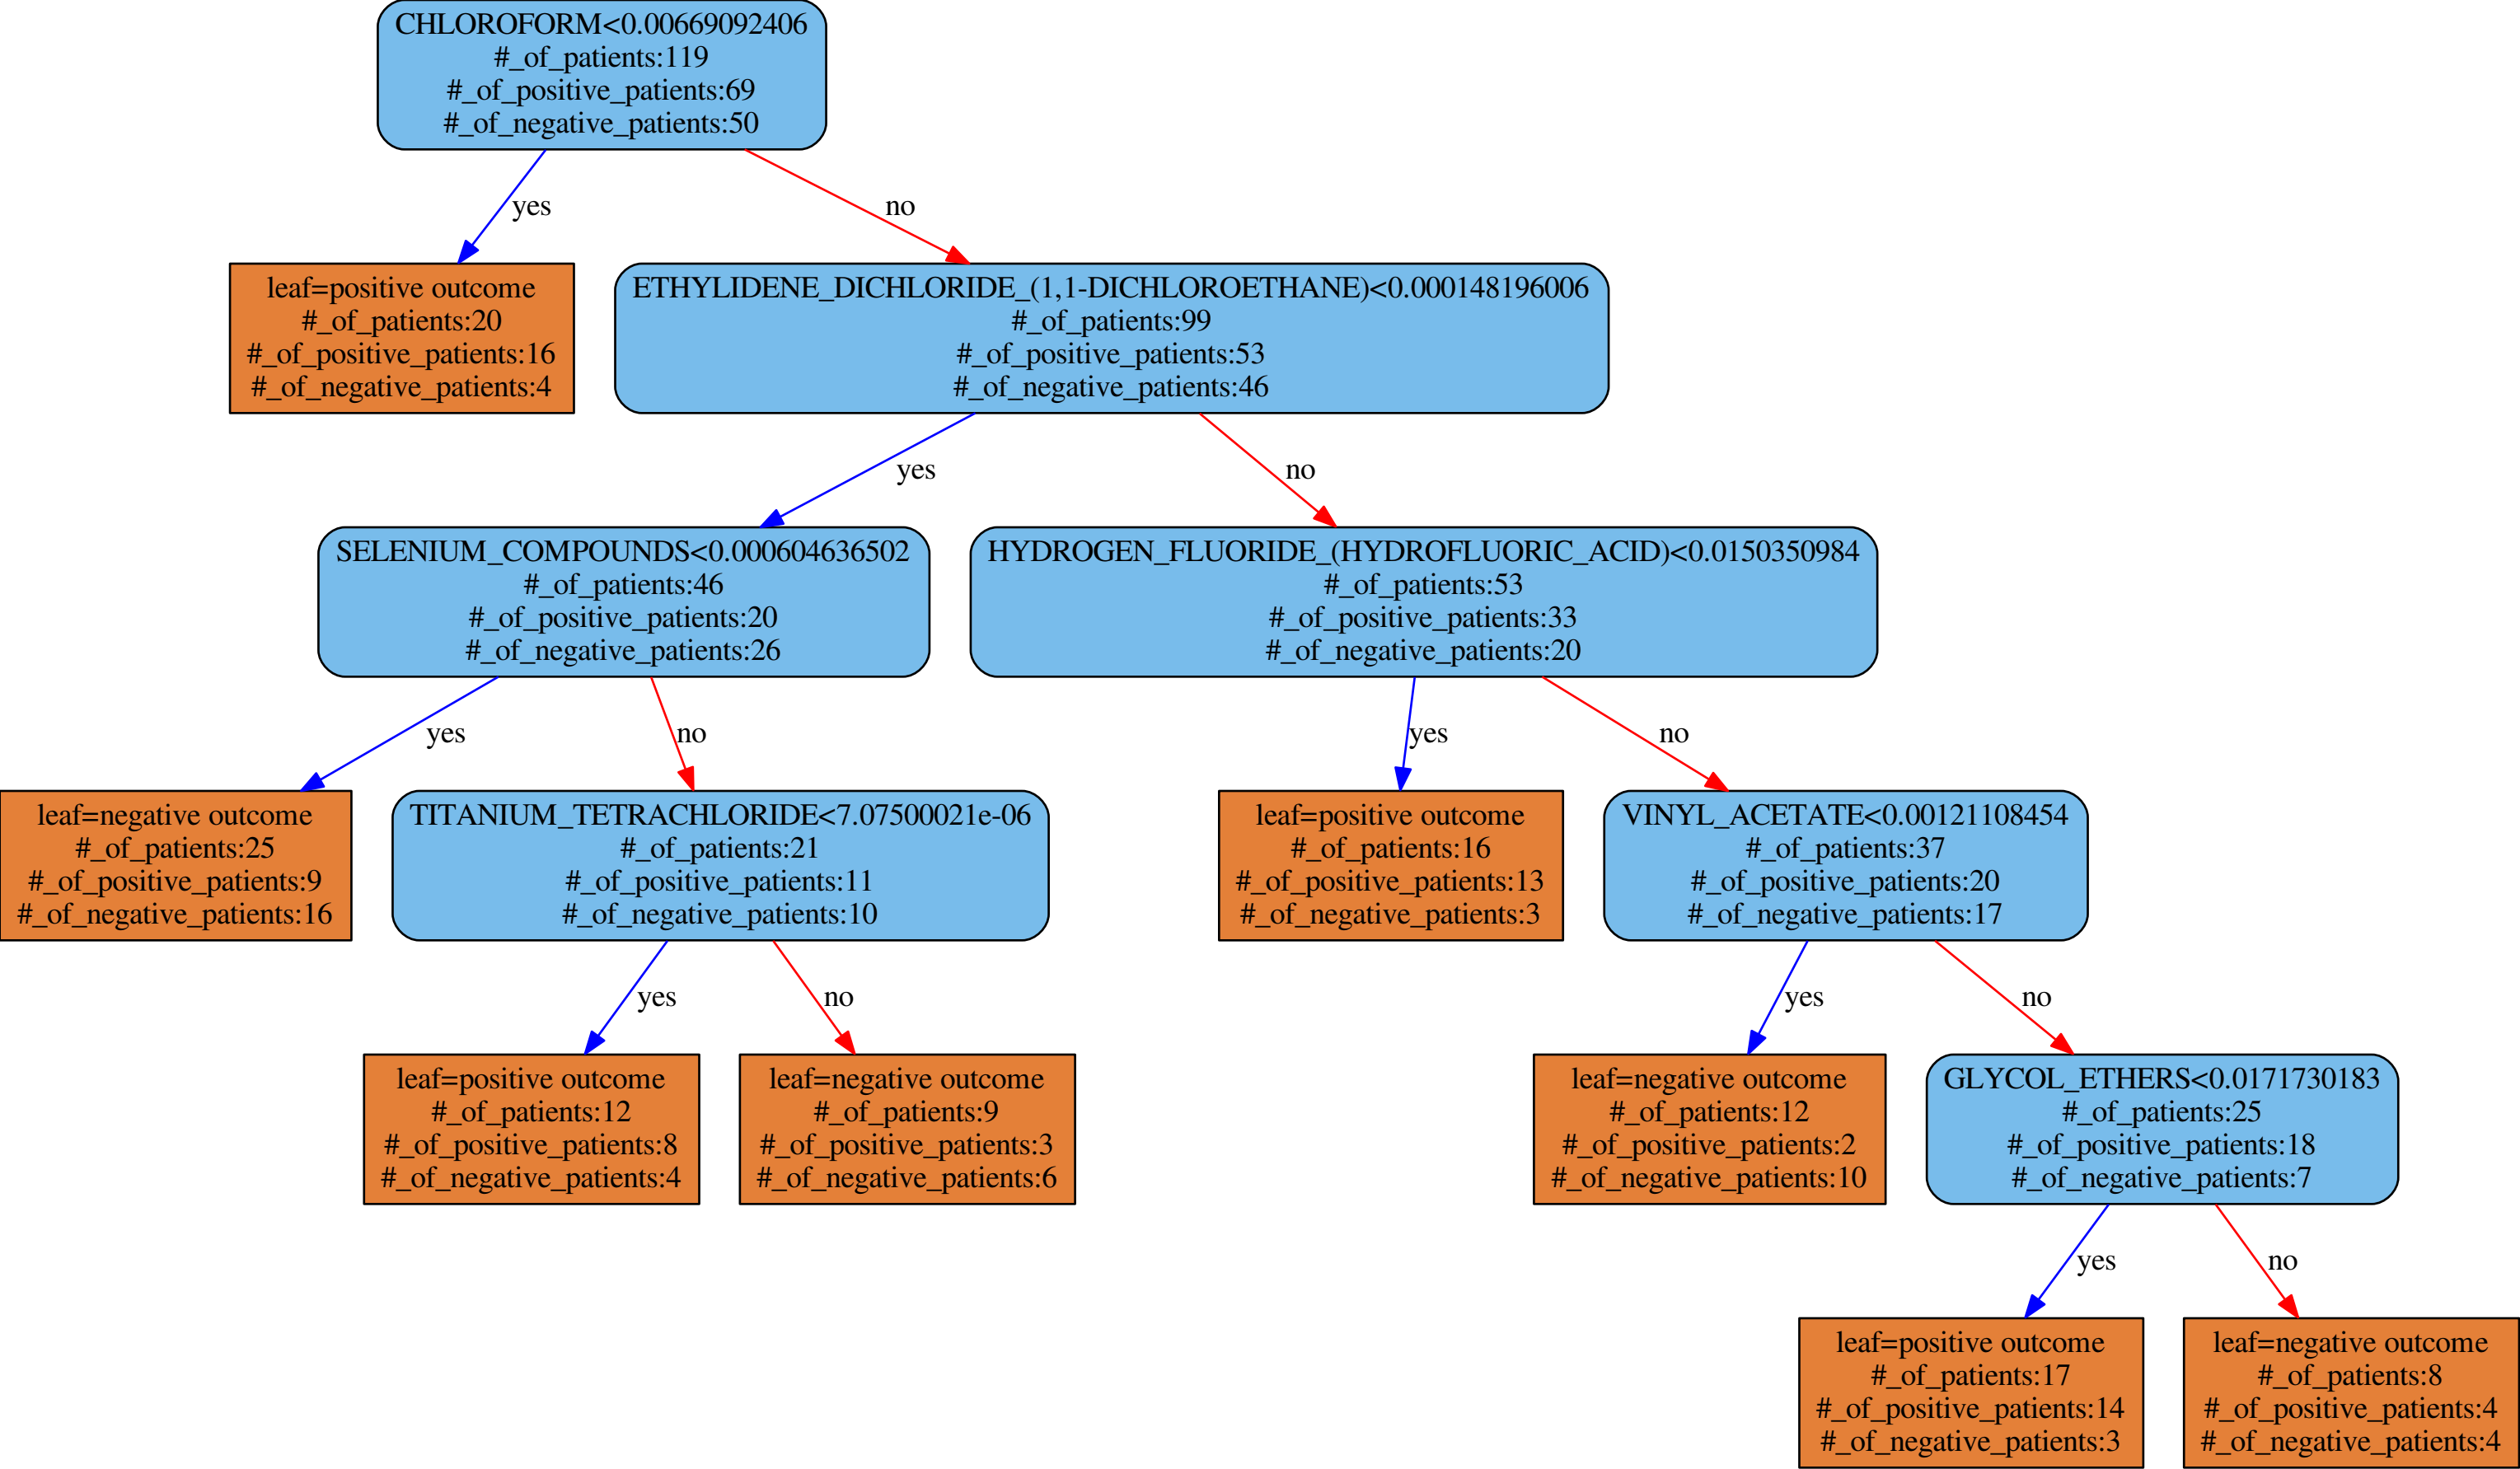 CHLOROFORM<0.00669092406
#_of_patients:119
#_of_positive_patients:69
#_of_negative_patients:50
yes
no
leaf=positive outcome
#_of_patients:20
#_of_positive_patients:16
#_of_negative_patients:4
ETHYLIDENE_DICHLORIDE_(1,1-DICHLOROETHANE)<0.000148196006
#_of_patients:99
#_of_positive_patients:53
#_of_negative_patients:46
yes
no
SELENIUM_COMPOUNDS<0.000604636502
#_of_patients:46
#_of_positive_patients:20
#_of_negative_patients:26
HYDROGEN_FLUORIDE_(HYDROFLUORIC_ACID)<0.0150350984
#_of_patients:53
#_of_positive_patients:33
#_of_negative_patients:20
yes
no
yes
no
leaf=negative outcome
#_of_patients:25
#_of_positive_patients:9
#_of_negative_patients:16
TITANIUM_TETRACHLORIDE<7.07500021e-06
#_of_patients:21
#_of_positive_patients:11
#_of_negative_patients:10
leaf=positive outcome
#_of_patients:16
#_of_positive_patients:13
#_of_negative_patients:3
VINYL_ACETATE<0.00121108454
#_of_patients:37
#_of_positive_patients:20
#_of_negative_patients:17
yes
no
yes
no
leaf=positive outcome
#_of_patients:12
#_of_positive_patients:8
#_of_negative_patients:4
leaf=negative outcome
#_of_patients:9
#_of_positive_patients:3
#_of_negative_patients:6
leaf=negative outcome
#_of_patients:12
#_of_positive_patients:2
#_of_negative_patients:10
GLYCOL_ETHERS<0.0171730183
#_of_patients:25
#_of_positive_patients:18
#_of_negative_patients:7
yes
no
leaf=positive outcome
#_of_patients:17
#_of_positive_patients:14
#_of_negative_patients:3
leaf=negative outcome
#_of_patients:8
#_of_positive_patients:4
#_of_negative_patients:4